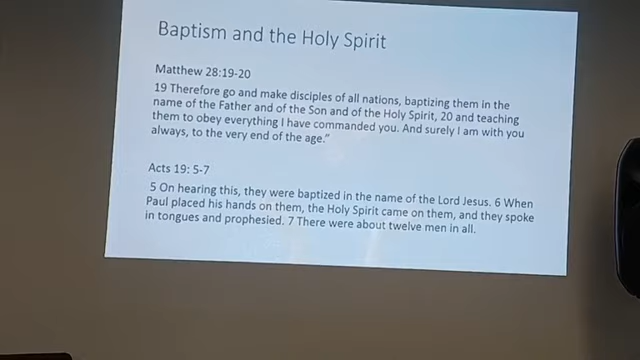 Baptism and the Holy Spirit
Matthew 28:19-20
19 Therefore go and make disciples of all nations, baptizing them in the
name of the Father and of the Son and of the Holy Spirit, 20 and teaching
them to obey everything I have commanded you. And surely I am with you
always, to the very end of the age.”
Acts 19: 5-7
5 On hearing this, they were baptized in the name of the Lord Jesus. 6 When
Paul placed his hands on them, the Holy Spirit came on them, and they spoke
in tongues and prophesied. 7 There were about twelve men in all.